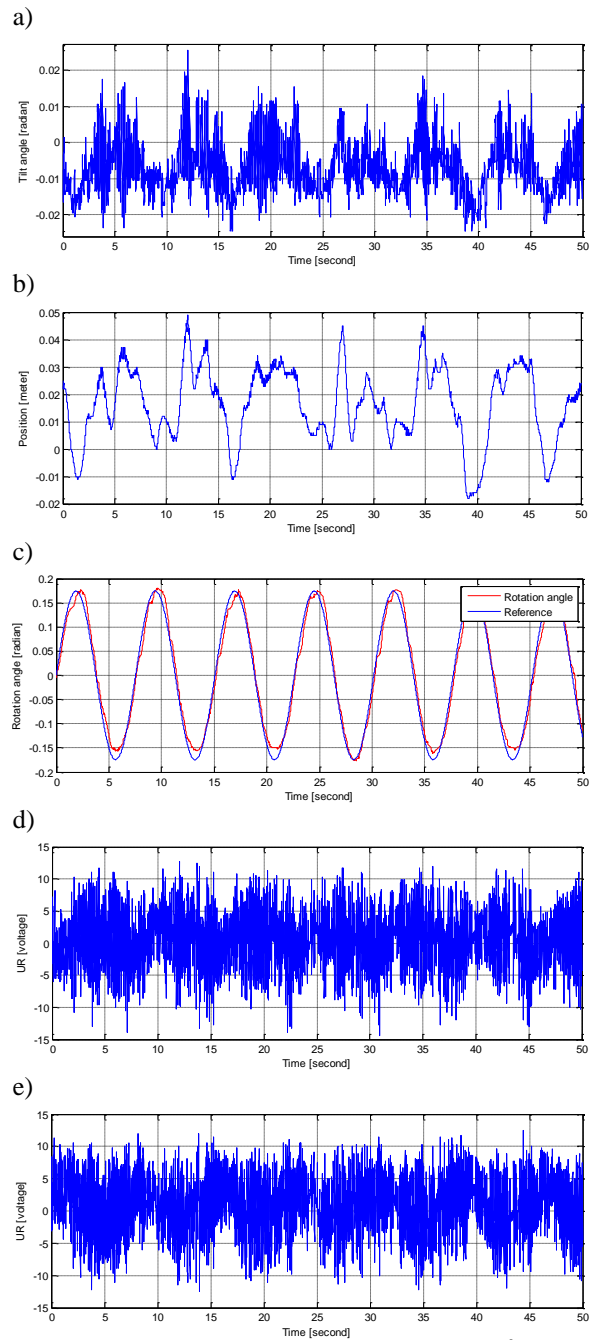 a)
0.02
0.01
0
-0.01
-0.02
Tilt angle [radian]
0 5 10 15 20 25 30 35 40 45 50
Time [second]
b)
0.05
0.04
0.03
0.02
0.01
0
-0.01
-0.02
Position [meter]
0 5 10 15 20 25 30 35 40 45 50
Time [second]
c)
0.2
0.15
0.1
0.05
0
-0.05
-0.1
-0.15
-0.2
Rotation angle [radian]
Rotation angle
Reference
0 5 10 15 20 25 30 35 40 45 50
Time [second]
d)
15
10
5
0
-5
-10
-15
UR [voltage]
0 5 10 15 20 25 30 35 40 45 50
Time [second]
e)
15
10
5
0
-5
-10
-15
UR [voltage]
0 5 10 15 20 25 30 35 40 45 50
Time [second]